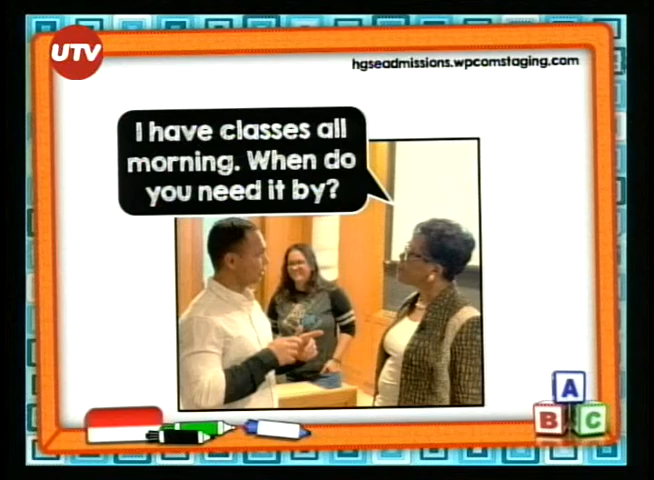 UTV
hgseadmissions.wpcomstaging.com
I have classes all
morning. When do
you need it by?
A
B C